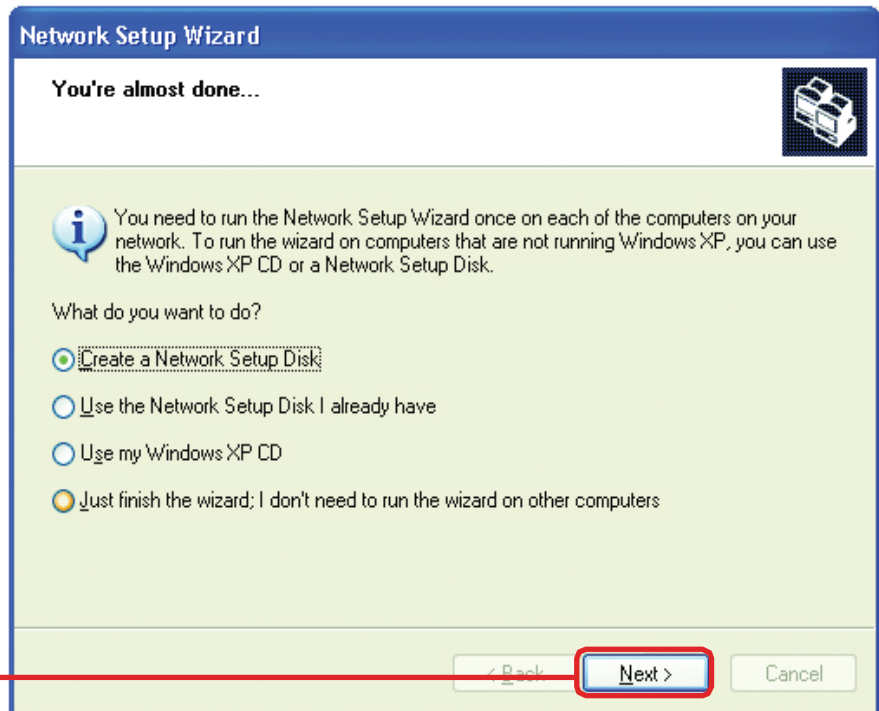 Network Setup Wizard
You're almost done...
You need to run the Network Setup Wizard once on each of the computers on your
network. To run the wizard on computers that are not running Windows XP, you can use
the Windows XP CD or a Network Setup Disk.
What do you want to do?
Create a Network Setup Disk
Use the Network Setup Disk I already have
Use my Windows XP CD
Just finish the wizard; I don't need to run the wizard on other computers
< Back
Next >
Cancel